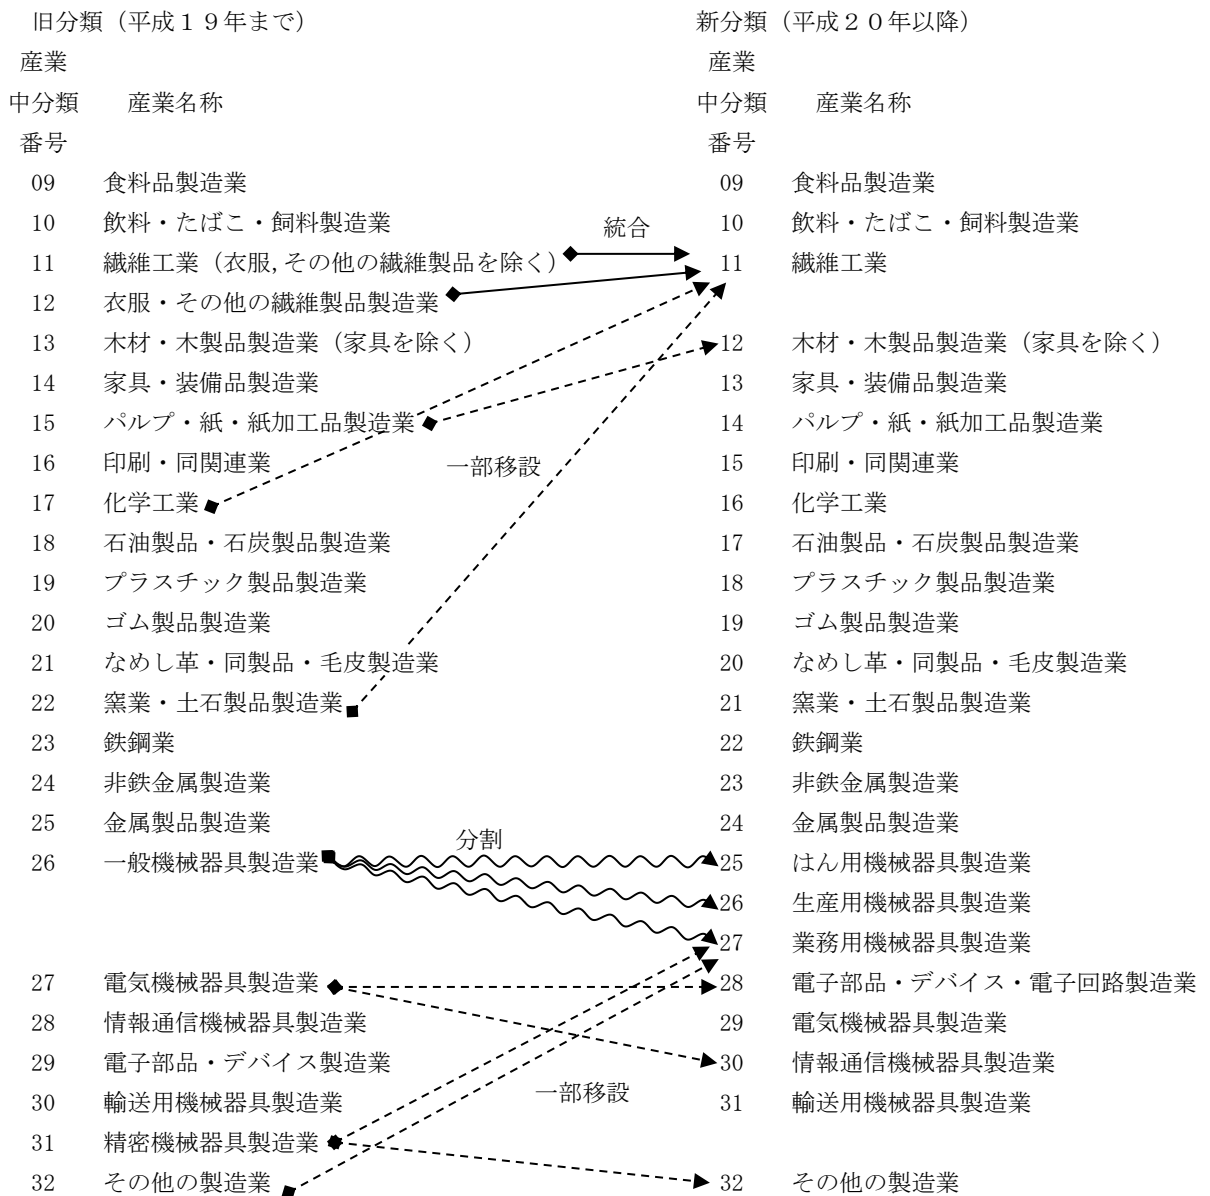 旧分類（平成１９年まで） 新分類（平成２０年以降）
産業 産業
中分類 産業名称 中分類 産業名称
番号 番号
09 食料品製造業 09 食料品製造業
10 飲料・たばこ・飼料製造業 統合 10 飲料・たばこ・飼料製造業
11 繊維工業（衣服,その他の繊維製品を除く） 11 繊維工業
12 衣服・その他の繊維製品製造業
13 木材・木製品製造業（家具を除く） 12 木材・木製品製造業（家具を除く）
14 家具・装備品製造業 13 家具・装備品製造業
15 パルプ・紙・紙加工品製造業 14 パルプ・紙・紙加工品製造業
16 印刷・同関連業 一部移設 15 印刷・同関連業
17 化学工業 16 化学工業
18 石油製品・石炭製品製造業 17 石油製品・石炭製品製造業
19 プラスチック製品製造業 18 プラスチック製品製造業
20 ゴム製品製造業 19 ゴム製品製造業
21 なめし革・同製品・毛皮製造業 20 なめし革・同製品・毛皮製造業
22 窯業・土石製品製造業 21 窯業・土石製品製造業
23 鉄鋼業 22 鉄鋼業
24 非鉄金属製造業 23 非鉄金属製造業
25 金属製品製造業 分割 24 金属製品製造業
26 一般機械器具製造業 25 はん用機械器具製造業
26 生産用機械器具製造業
27 業務用機械器具製造業
27 電気機械器具製造業 28 電子部品・デバイス・電子回路製造業
28 情報通信機械器具製造業 29 電気機械器具製造業
29 電子部品・デバイス製造業 30 情報通信機械器具製造業
30 輸送用機械器具製造業 一部移設 31 輸送用機械器具製造業
31 精密機械器具製造業
32 その他の製造業 32 その他の製造業